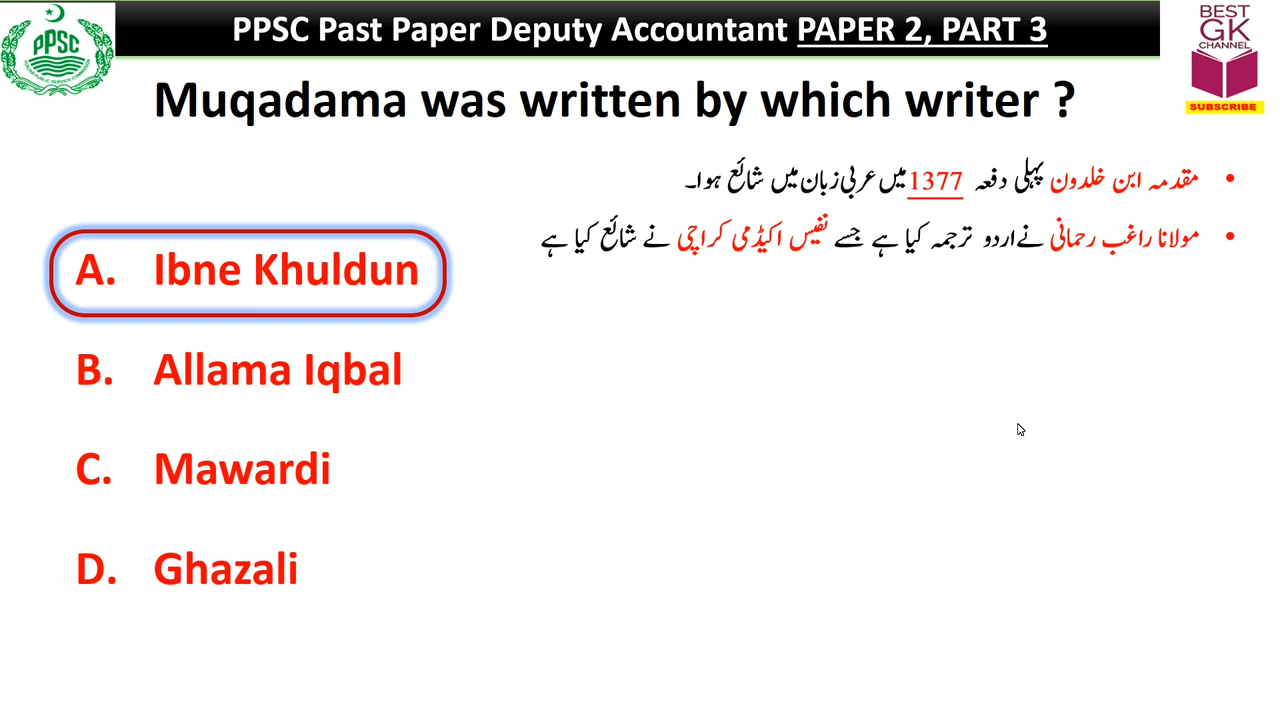 PPSC Past Paper Deputy Accountant PAPER 2, PART 3
BEST
GK
CHANNEL
SUBSCRIBE
PPSC
Muqadama was written by which writer ?
• مقدمہ ابن خلدون پہلی دفعہ 1377 میں عربی زبان میں شائع ہوا۔
• مولانا راغب رحمانی نے اردو ترجمہ کیا ہے جسے نفیس اکیڈمی کراچی نے شائع کیا ہے
A. Ibne Khuldun
B. Allama Iqbal
C. Mawardi
D. Ghazali